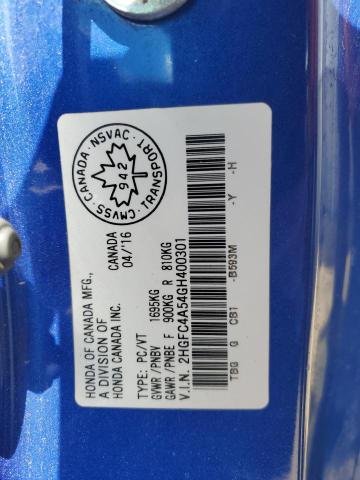 HONDA OF CANADA MFG.,
A DIVISION OF CANADA
HONDA CANADA INC. 04/'16
TYPE: PC/VT
GVWR /PNBV 1695KG
GAWR /PNBE F 900KG R 810KG
V.I.N. 2HGFC4A54GH400301
TBG G CB1 -B593M -Y -H
CMVSS · CANADA · NSVAC
TRANSPORT
942